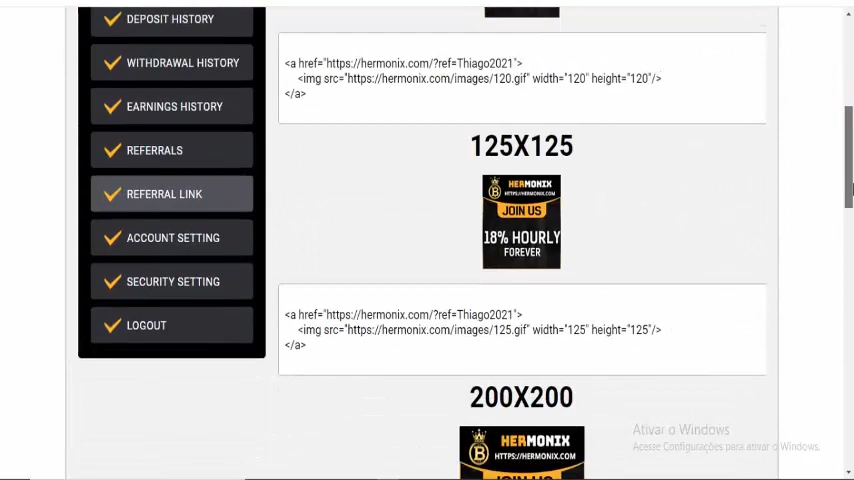 DEPOSIT HISTORY
WITHDRAWAL HISTORY
EARNINGS HISTORY
REFERRALS
REFERRAL LINK
ACCOUNT SETTING
SECURITY SETTING
LOGOUT
<a href="https://hermonix.com/?ref=Thiago2021">
<img src="https://hermonix.com/images/120.gif" width="120" height="120"/>
</a>
125X125
HERMONIX
HTTPS://HERMONIX.COM
JOIN US
18% HOURLY
FOREVER
<a href="https://hermonix.com/?ref=Thiago2021">
<img src="https://hermonix.com/images/125.gif" width="125" height="125"/>
</a>
200X200
HERMONIX
HTTPS://HERMONIX.COM
JOIN US
Ativar o Windows
Acesse Configurações para ativar o Windows.